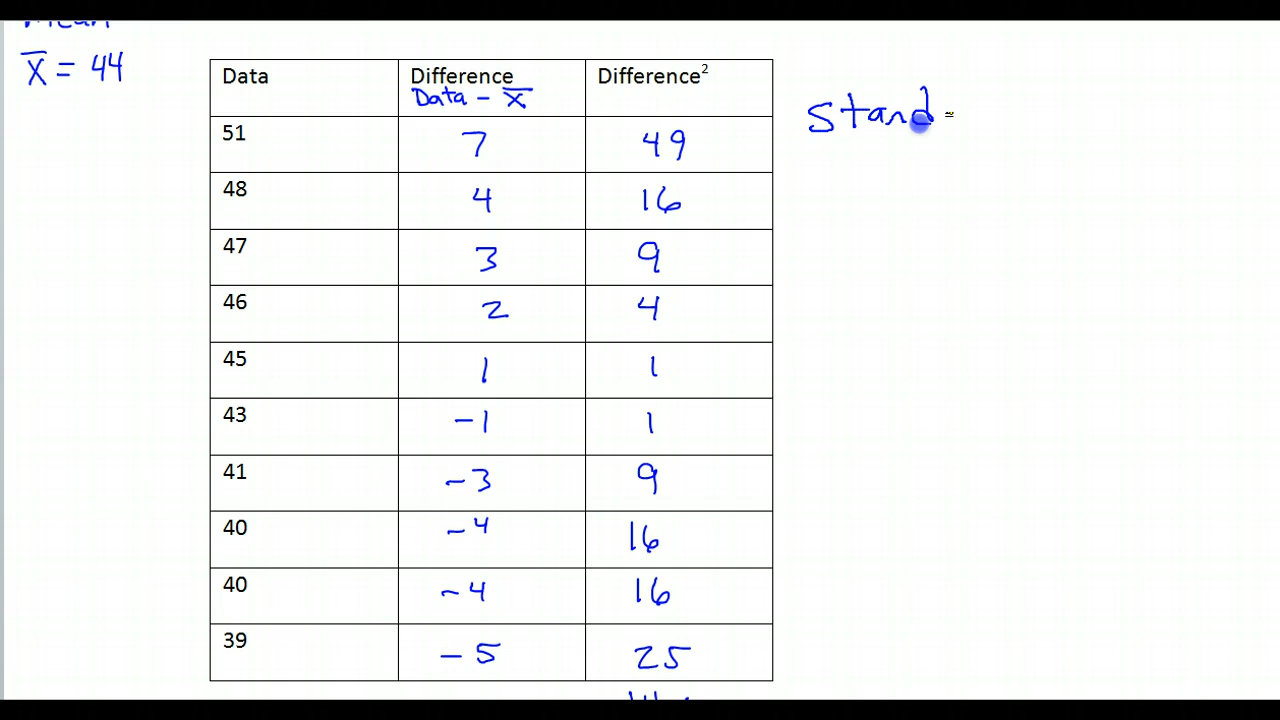 Mean
x̄ = 44
Data Difference Difference²
Data - x̄
51 7 49
48 4 16
47 3 9
46 2 4
45 1 1
43 -1 1
41 -3 9
40 -4 16
40 -4 16
39 -5 25
Stand